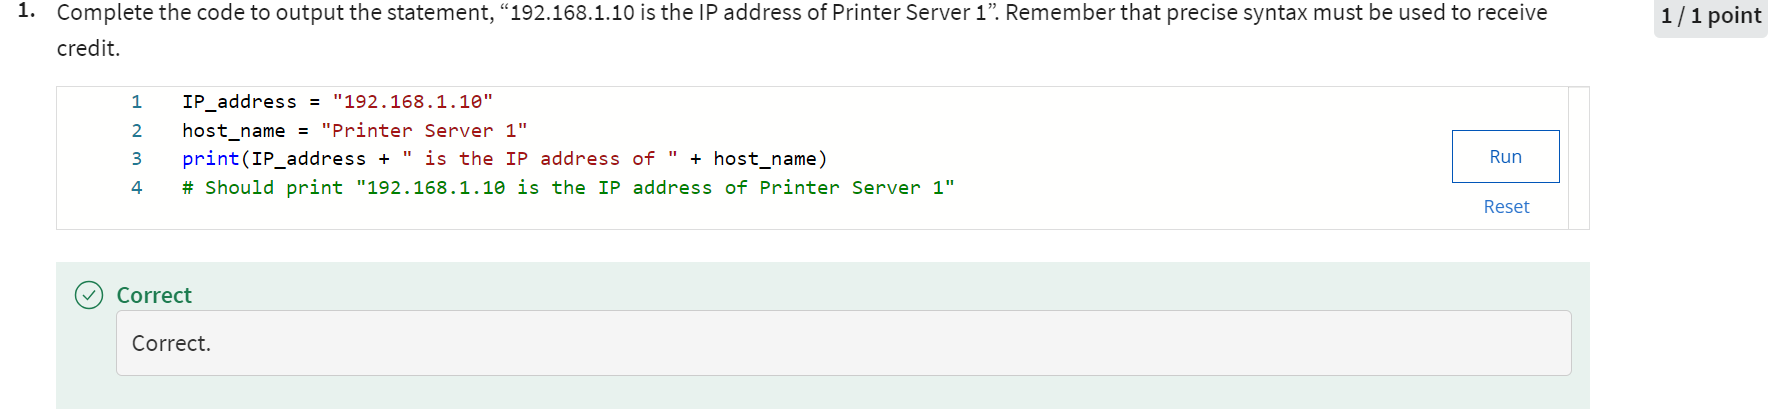 1. Complete the code to output the statement, “192.168.1.10 is the IP address of Printer Server 1”. Remember that precise syntax must be used to receive
credit.
1 / 1 point
1 IP_address = "192.168.1.10"
2 host_name = "Printer Server 1"
3 print(IP_address + " is the IP address of " + host_name)
4 # Should print "192.168.1.10 is the IP address of Printer Server 1"
Run
Reset
Correct
Correct.